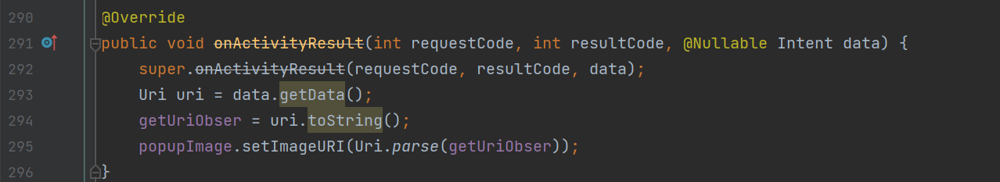 290 @Override
291 public void onActivityResult(int requestCode, int resultCode, @Nullable Intent data) {
292 super.onActivityResult(requestCode, resultCode, data);
293 Uri uri = data.getData();
294 getUriObser = uri.toString();
295 popupImage.setImageURI(Uri.parse(getUriObser));
296 }